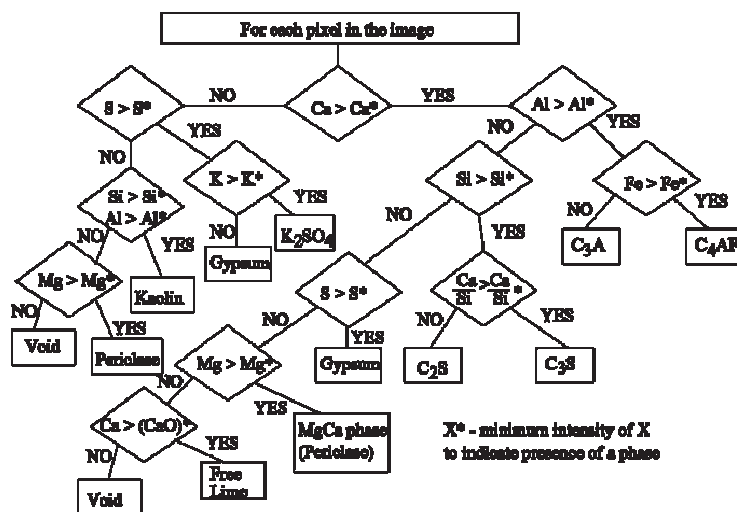 For each pixel in the image
Ca > Ca*
NO
YES
S > S*
Al > Al*
NO
YES
NO
YES
K > K*
Si > Si*
Fe > Fe*
Si > Si*
Al > Al*
NO
YES
NO
YES
NO
YES
NO
YES
K2SO4
Gypsum
C3A
C4AF
Mg > Mg*
Kaolin
S > S*
Ca/Si > Ca/Si *
NO
YES
NO
YES
NO
YES
Void
Periclase
Mg > Mg*
Gypsum
C2S
C3S
NO
YES
Ca > (CaO)*
MgCa phase
(Periclase)
X* - minimum intensity of X
to indicate presence of a phase
NO
YES
Void
Free
Lime